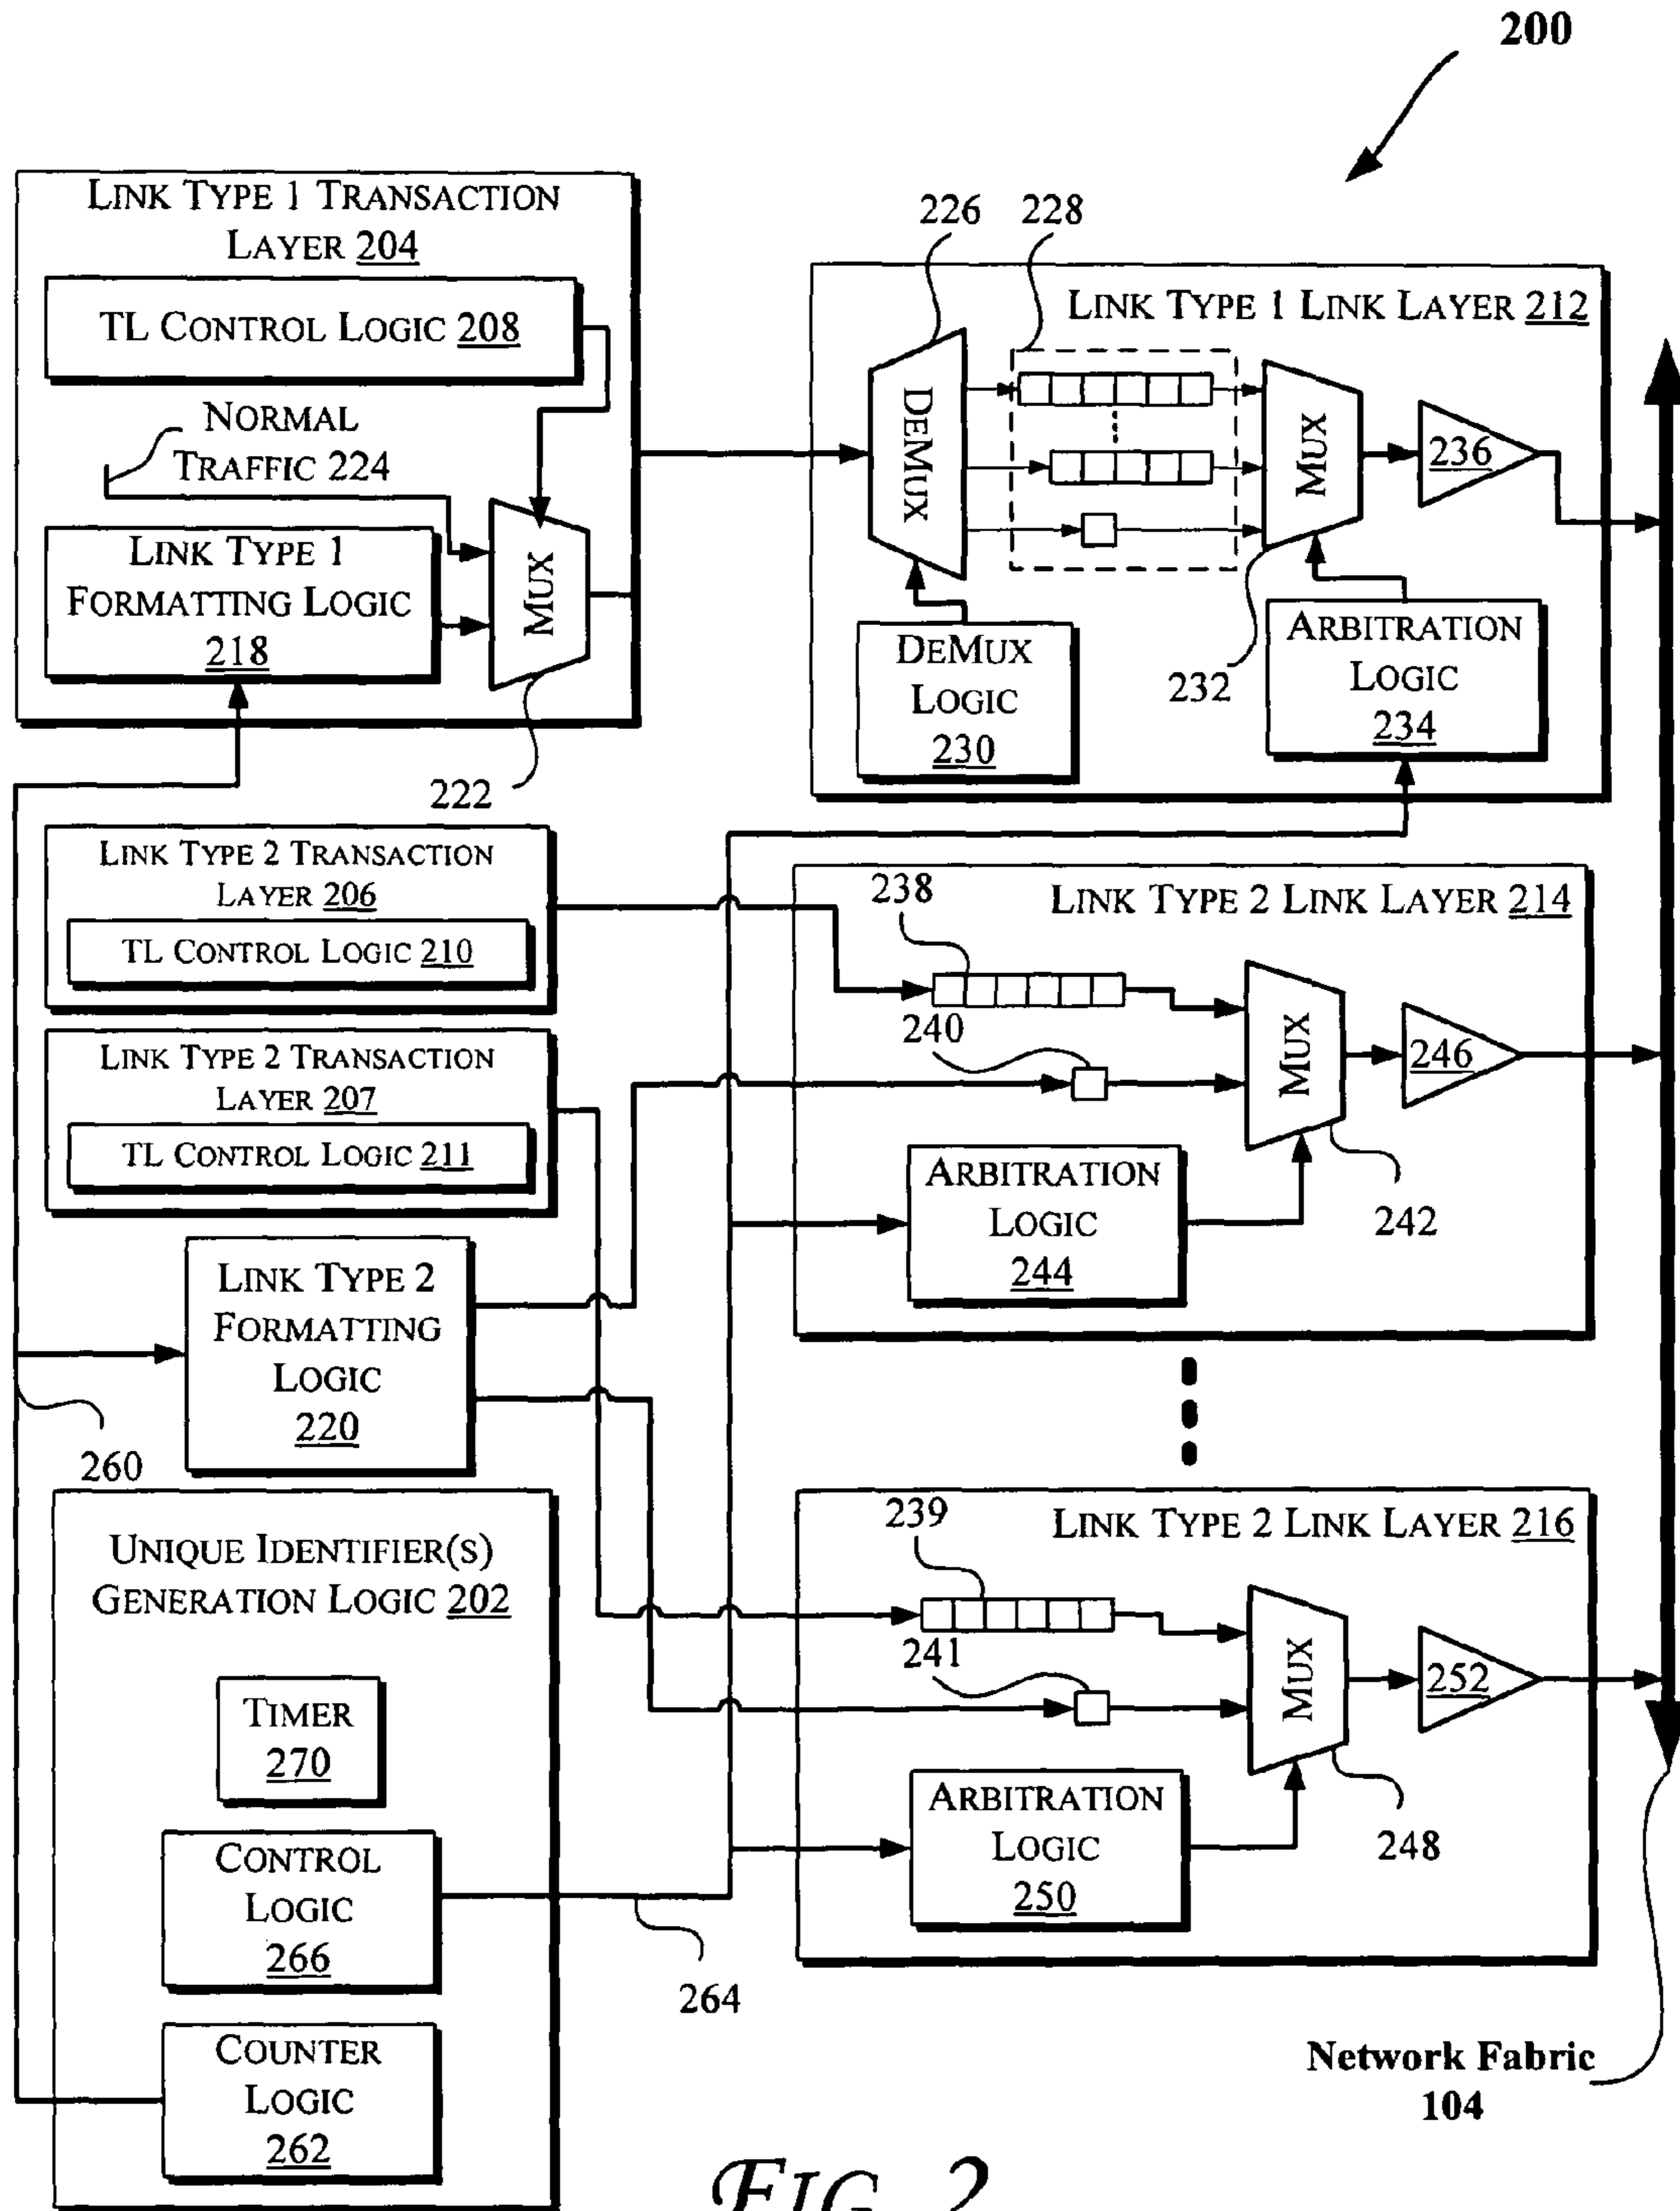 200
LINK TYPE 1 TRANSACTION
LAYER 204
TL CONTROL LOGIC 208
NORMAL
TRAFFIC 224
LINK TYPE 1
FORMATTING LOGIC
218
MUX
222
226
228
LINK TYPE 1 LINK LAYER 212
DEMUX
MUX
236
DEMUX
LOGIC
230
232
ARBITRATION
LOGIC
234
LINK TYPE 2 TRANSACTION
LAYER 206
TL CONTROL LOGIC 210
LINK TYPE 2 TRANSACTION
LAYER 207
TL CONTROL LOGIC 211
238
LINK TYPE 2 LINK LAYER 214
240
MUX
246
ARBITRATION
LOGIC
244
242
LINK TYPE 2
FORMATTING
LOGIC
220
260
UNIQUE IDENTIFIER(S)
GENERATION LOGIC 202
TIMER
270
CONTROL
LOGIC
266
COUNTER
LOGIC
262
264
239
LINK TYPE 2 LINK LAYER 216
241
MUX
252
ARBITRATION
LOGIC
250
248
Network Fabric
104
FIG. 2